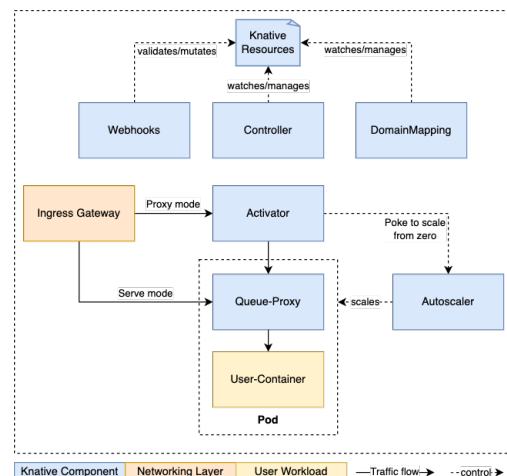 Knative
Resources
validates/mutates
watches/manages
watches/manages
Webhooks
Controller
DomainMapping
Ingress Gateway
Proxy mode
Activator
Poke to scale
from zero
Serve mode
Queue-Proxy
scales
Autoscaler
User-Container
Pod
Knative Component
Networking Layer
User Workload
Traffic flow
control